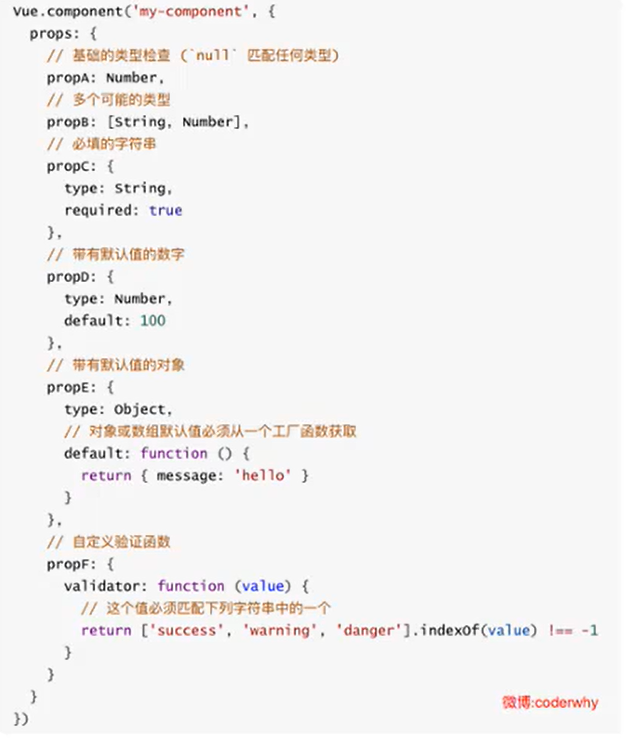 Vue.component('my-component', {
  props: {
    // 基础的类型检查 (`null` 匹配任何类型)
    propA: Number,
    // 多个可能的类型
    propB: [String, Number],
    // 必填的字符串
    propC: {
      type: String,
      required: true
    },
    // 带有默认值的数字
    propD: {
      type: Number,
      default: 100
    },
    // 带有默认值的对象
    propE: {
      type: Object,
      // 对象或数组默认值必须从一个工厂函数获取
      default: function () {
        return { message: 'hello' }
      }
    },
    // 自定义验证函数
    propF: {
      validator: function (value) {
        // 这个值必须匹配下列字符串中的一个
        return ['success', 'warning', 'danger'].indexOf(value) !== -1
      }
    }
  }
})
微博:coderwhy